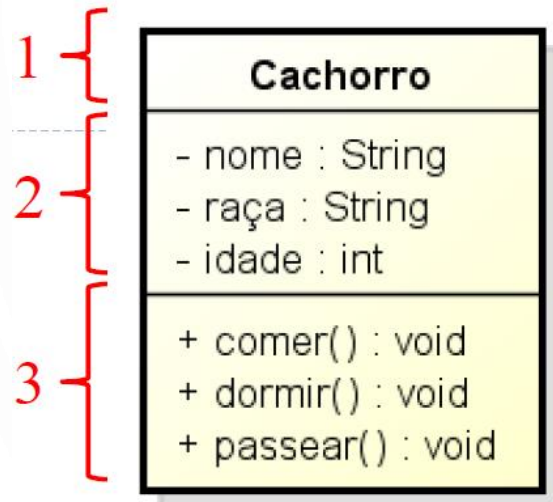 1
Cachorro
2
- nome : String
- raça : String
- idade : int
3
+ comer() : void
+ dormir() : void
+ passear() : void